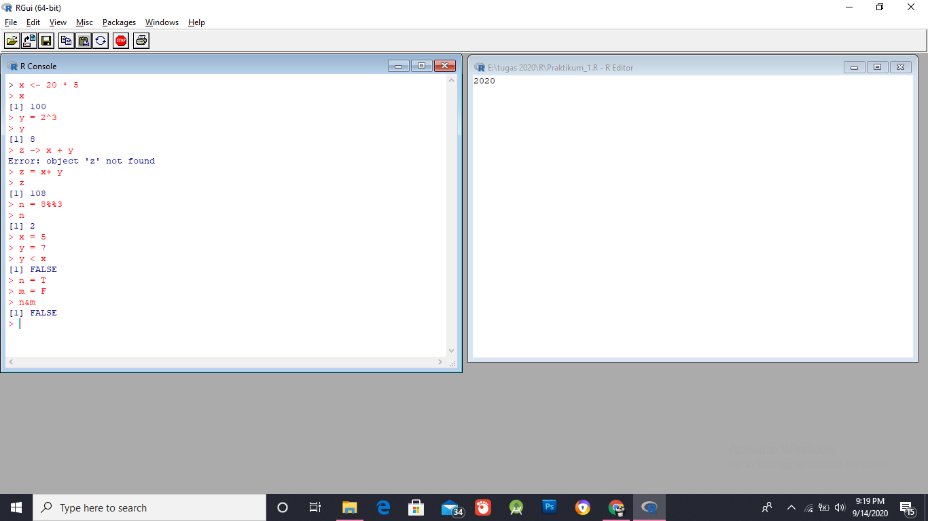 RGui (64-bit)
File Edit View Misc Packages Windows Help
R Console
> x <- 20 * 5
> x
[1] 100
> y = 2^3
> y
[1] 8
> z -> x + y
Error: object 'z' not found
> z = x+ y
> z
[1] 108
> n = 8%%3
> n
[1] 2
> x = 5
> y = 7
> y < x
[1] FALSE
> n = T
> m = F
> n&m
[1] FALSE
>
E:\tugas 2020\R\Praktikum_1.R - R Editor
2020
Type here to search
34
Ps
9:19 PM
9/14/2020
15